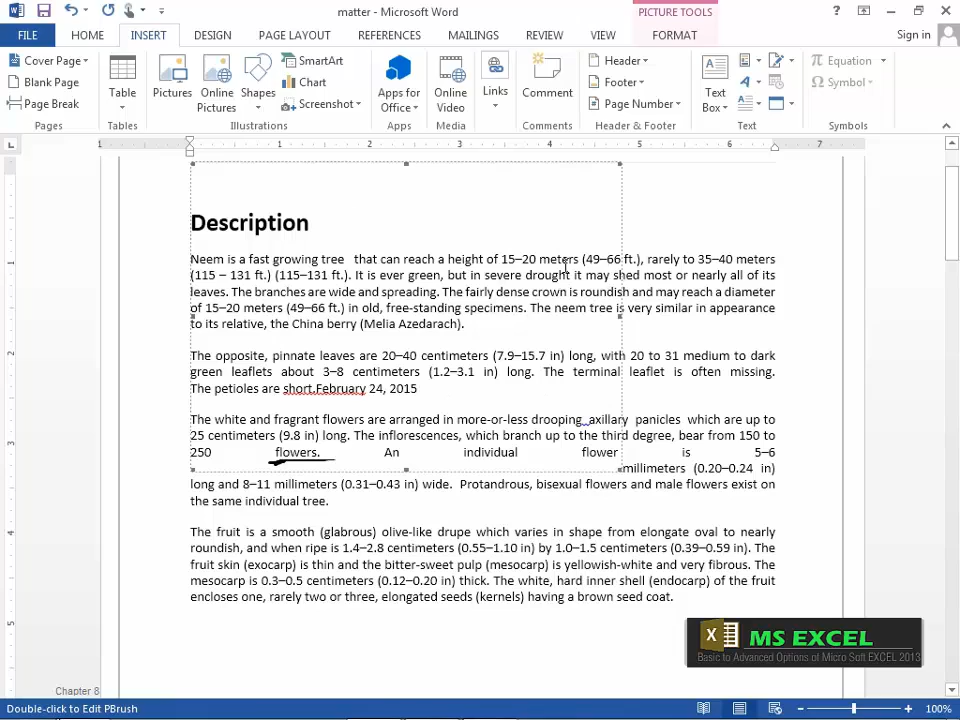 matter - Microsoft Word
PICTURE TOOLS
FILE HOME INSERT DESIGN PAGE LAYOUT REFERENCES MAILINGS REVIEW VIEW FORMAT Sign in
Cover Page
Blank Page
Page Break
Pages
Table
Tables
Pictures
Online Pictures
Shapes
SmartArt
Chart
Screenshot
Illustrations
Apps for Office
Apps
Online Video
Media
Links
Comment
Comments
Header
Footer
Page Number
Header & Footer
Text Box
Text
Equation
Symbol
Symbols
1 1 2 3 4 5 6 7
Description
Neem is a fast growing tree that can reach a height of 15–20 meters (49–66 ft.), rarely to 35–40 meters
(115 – 131 ft.) (115–131 ft.). It is ever green, but in severe drought it may shed most or nearly all of its
leaves. The branches are wide and spreading. The fairly dense crown is roundish and may reach a diameter
of 15–20 meters (49–66 ft.) in old, free-standing specimens. The neem tree is very similar in appearance
to its relative, the China berry (Melia Azedarach).
The opposite, pinnate leaves are 20–40 centimeters (7.9–15.7 in) long, with 20 to 31 medium to dark
green leaflets about 3–8 centimeters (1.2–3.1 in) long. The terminal leaflet is often missing.
The petioles are short.February 24, 2015
The white and fragrant flowers are arranged in more-or-less drooping axillary panicles which are up to
25 centimeters (9.8 in) long. The inflorescences, which branch up to the third degree, bear from 150 to
250 flowers. An individual flower is 5–6
millimeters (0.20–0.24 in)
long and 8–11 millimeters (0.31–0.43 in) wide. Protandrous, bisexual flowers and male flowers exist on
the same individual tree.
The fruit is a smooth (glabrous) olive-like drupe which varies in shape from elongate oval to nearly
roundish, and when ripe is 1.4–2.8 centimeters (0.55–1.10 in) by 1.0–1.5 centimeters (0.39–0.59 in). The
fruit skin (exocarp) is thin and the bitter-sweet pulp (mesocarp) is yellowish-white and very fibrous. The
mesocarp is 0.3–0.5 centimeters (0.12–0.20 in) thick. The white, hard inner shell (endocarp) of the fruit
encloses one, rarely two or three, elongated seeds (kernels) having a brown seed coat.
1
2
3
4
5
MS EXCEL
Basic to Advanced Options of Micro Soft EXCEL 2013
Chapter 8
Double-click to Edit PBrush
100%